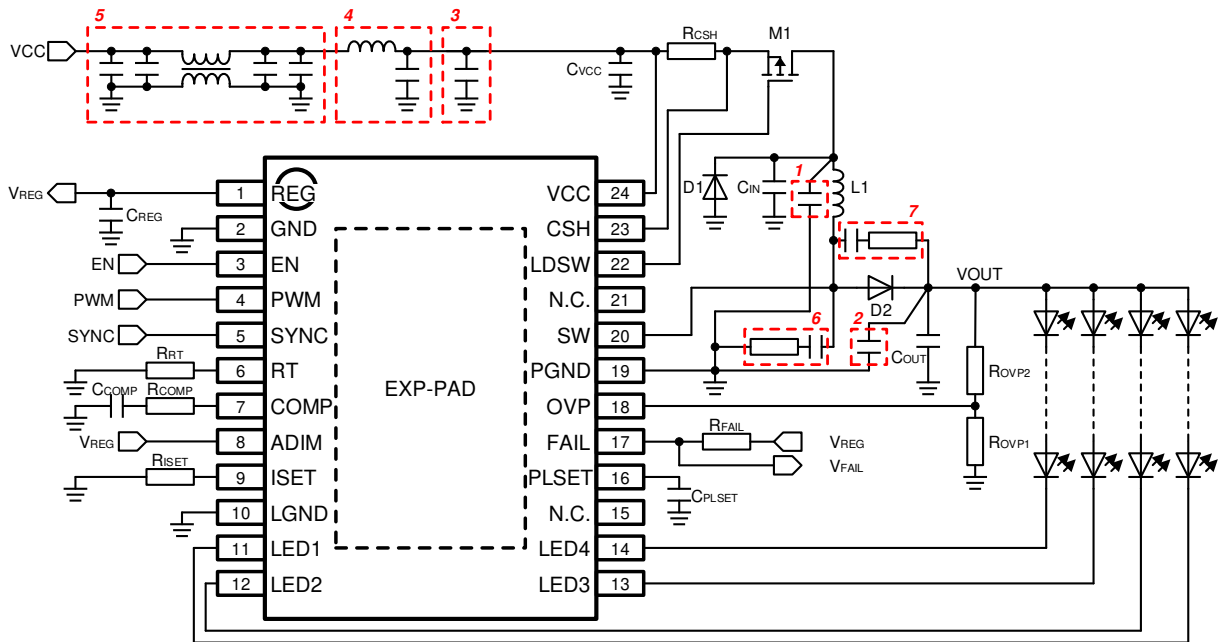 5
4
3
VCC
RCSH
M1
CVCC
1
D1
CIN
L1
7
VREG
CREG
1 REG
2 GND
EN 3 EN
PWM 4 PWM
SYNC 5 SYNC
RRT 6 RT
CCOMP RCOMP 7 COMP
VREG 8 ADIM
RISET 9 ISET
10 LGND
11 LED1
12 LED2
EXP-PAD
VCC 24
CSH 23
LDSW 22
N.C. 21
SW 20
PGND 19
OVP 18
FAIL 17
PLSET 16
N.C. 15
LED4 14
LED3 13
VOUT
D2
6
2
COUT
ROVP2
ROVP1
RFAIL
VREG
VFAIL
CPLSET